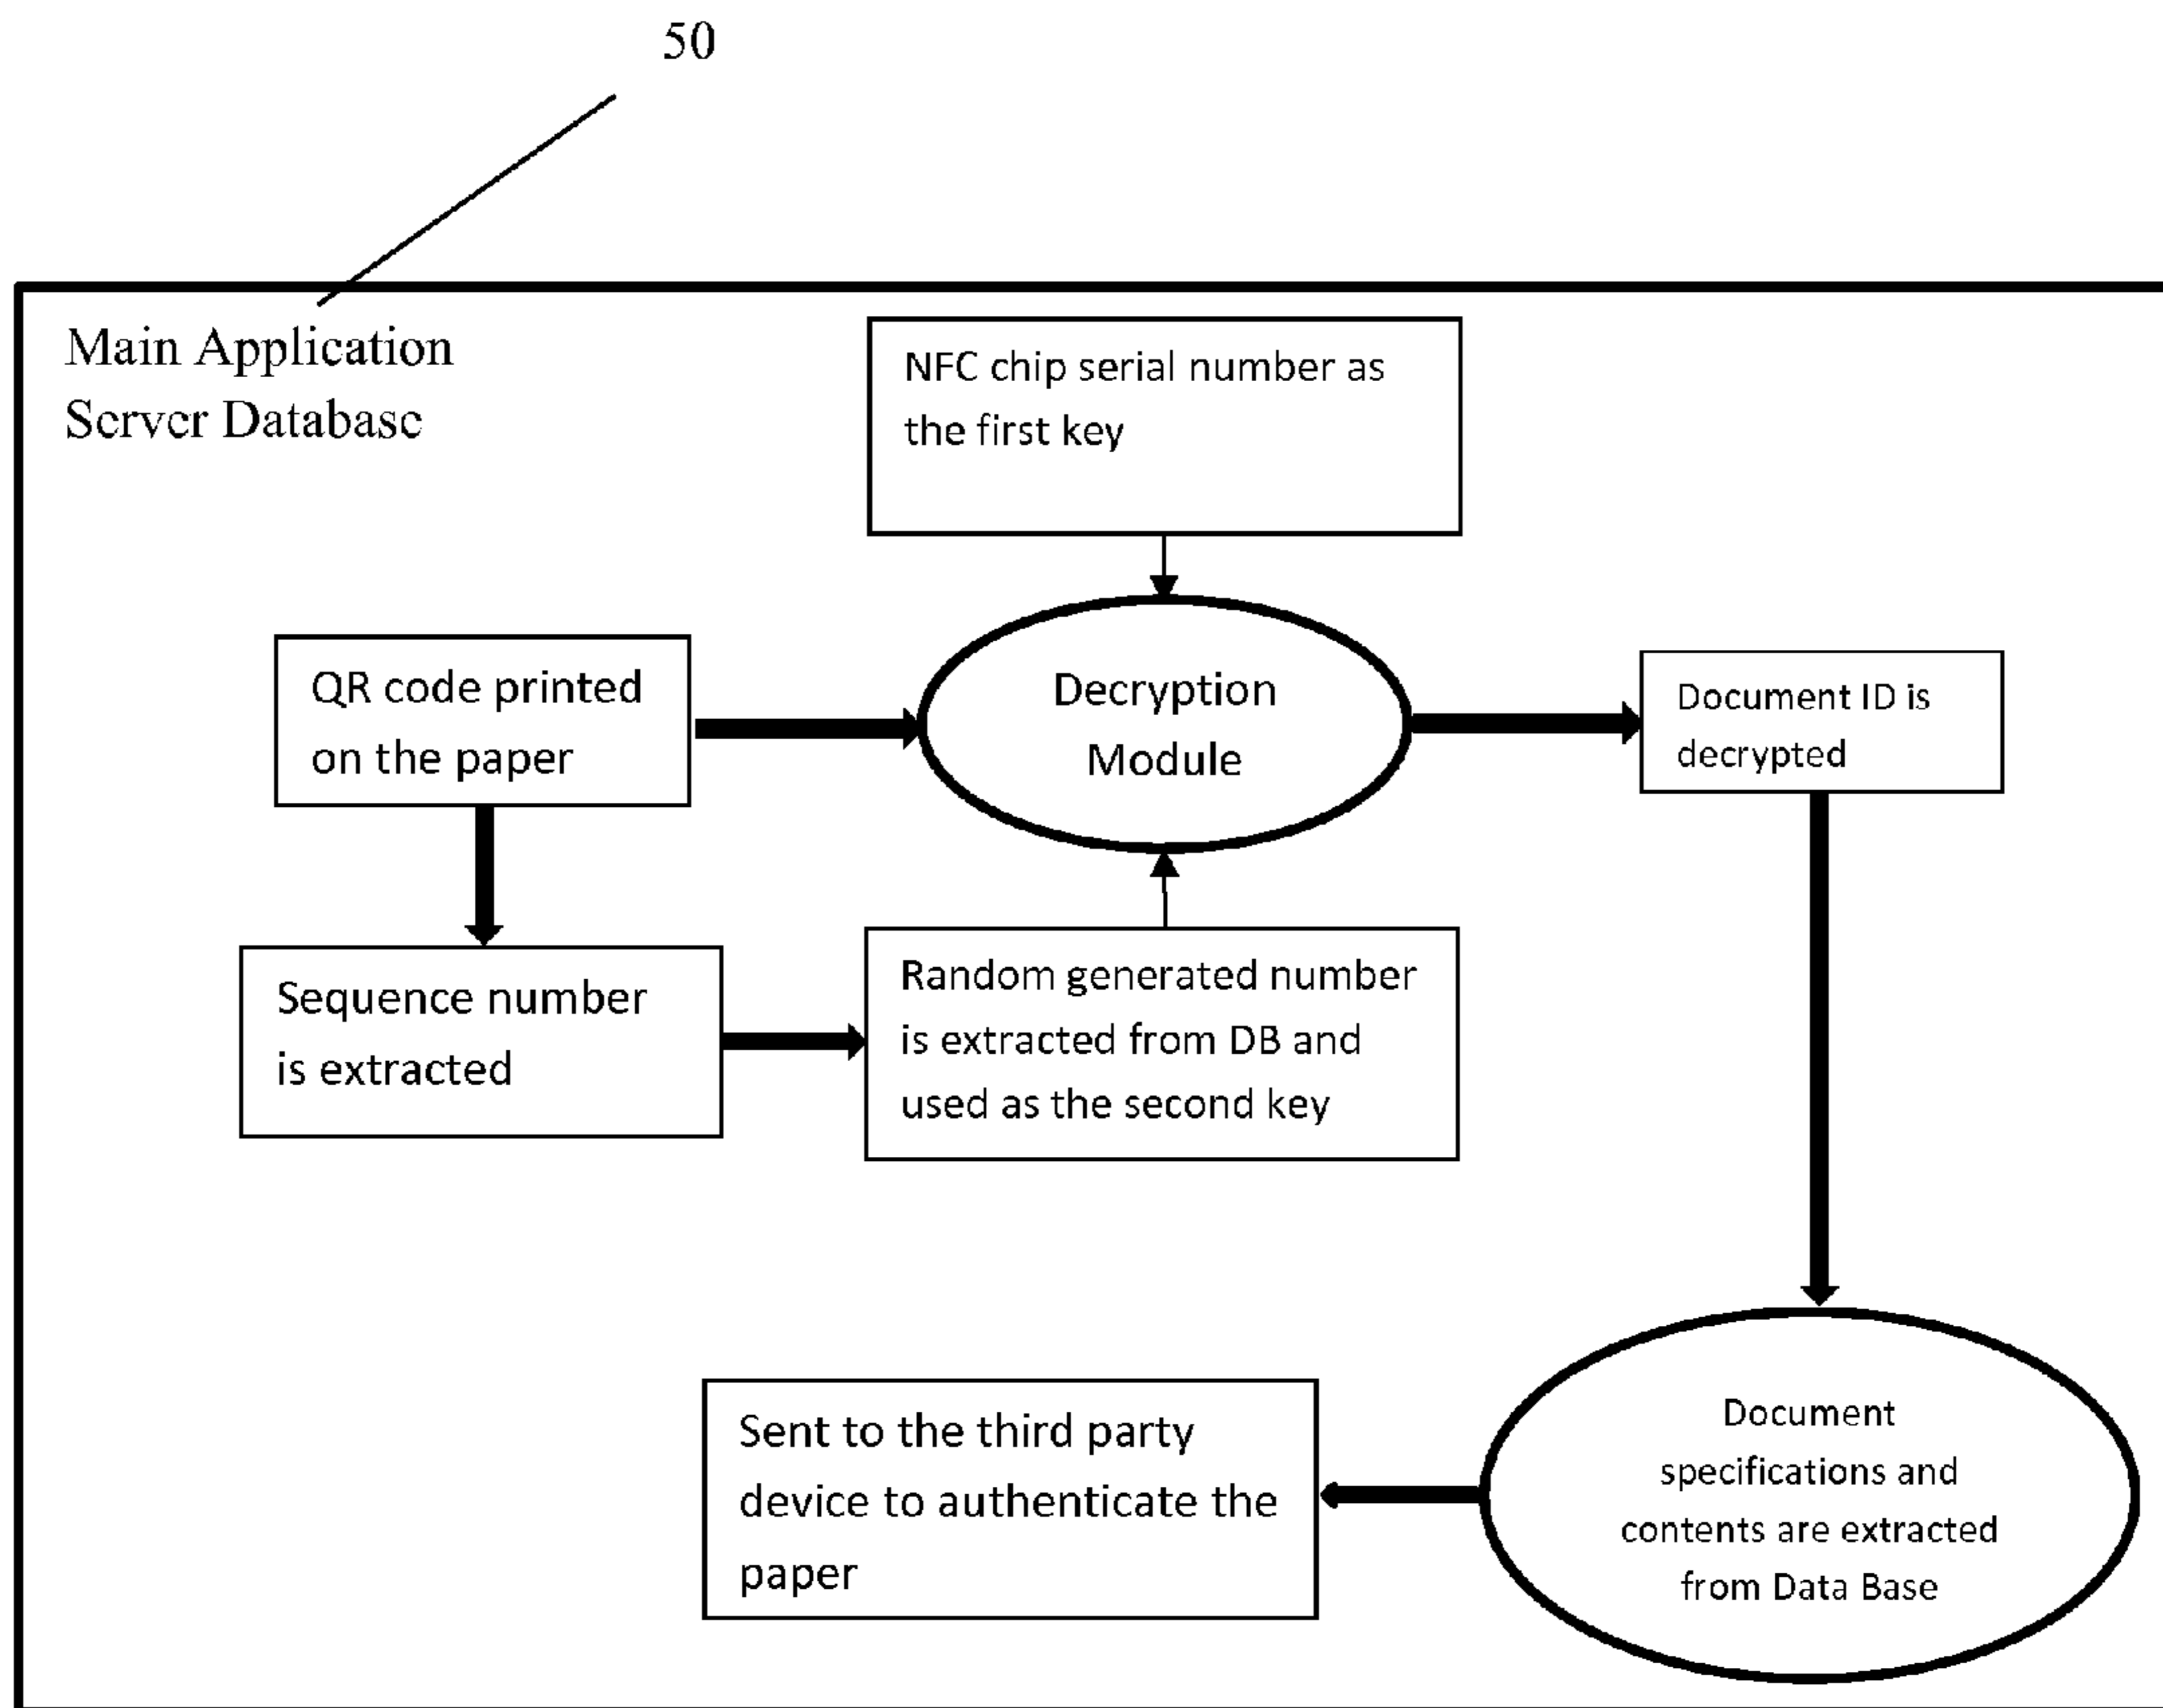 50
Main Application
Server Database
NFC chip serial number as
the first key
QR code printed
on the paper
Decryption
Module
Document ID is
decrypted
Sequence number
is extracted
Random generated number
is extracted from DB and
used as the second key
Sent to the third party
device to authenticate the
paper
Document
specifications and
contents are extracted
from Data Base